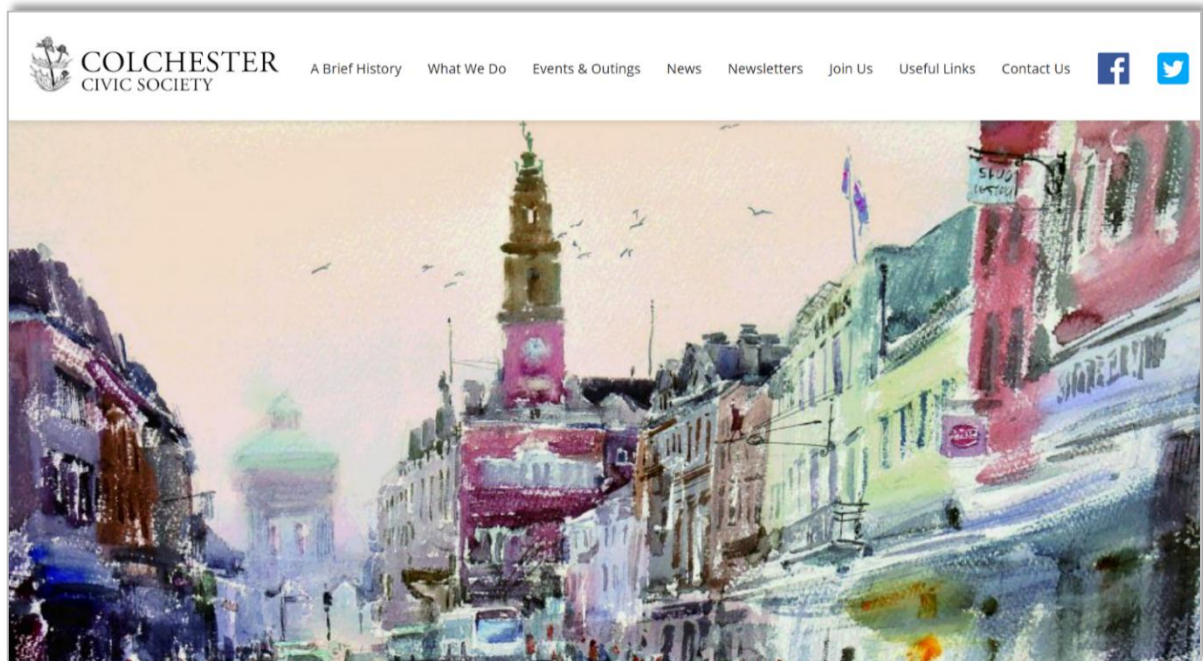 COLCHESTER
CIVIC SOCIETY
A Brief History What We Do Events & Outings News Newsletters Join Us Useful Links Contact Us